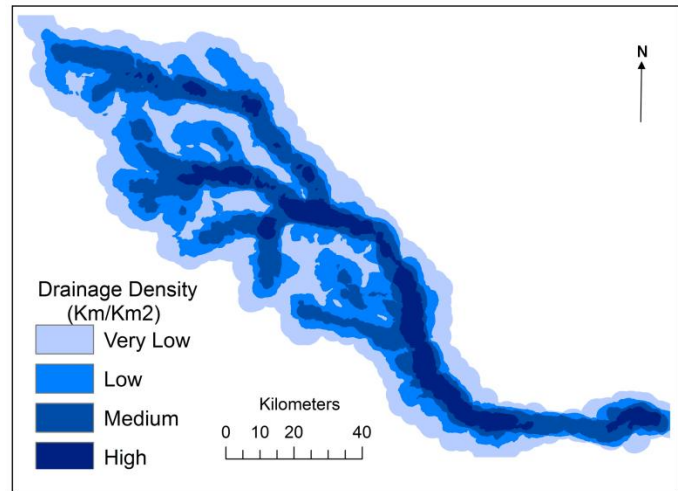 N
Drainage Density
(Km/Km2)
Very Low
Low
Medium
High
Kilometers
0 10 20 40